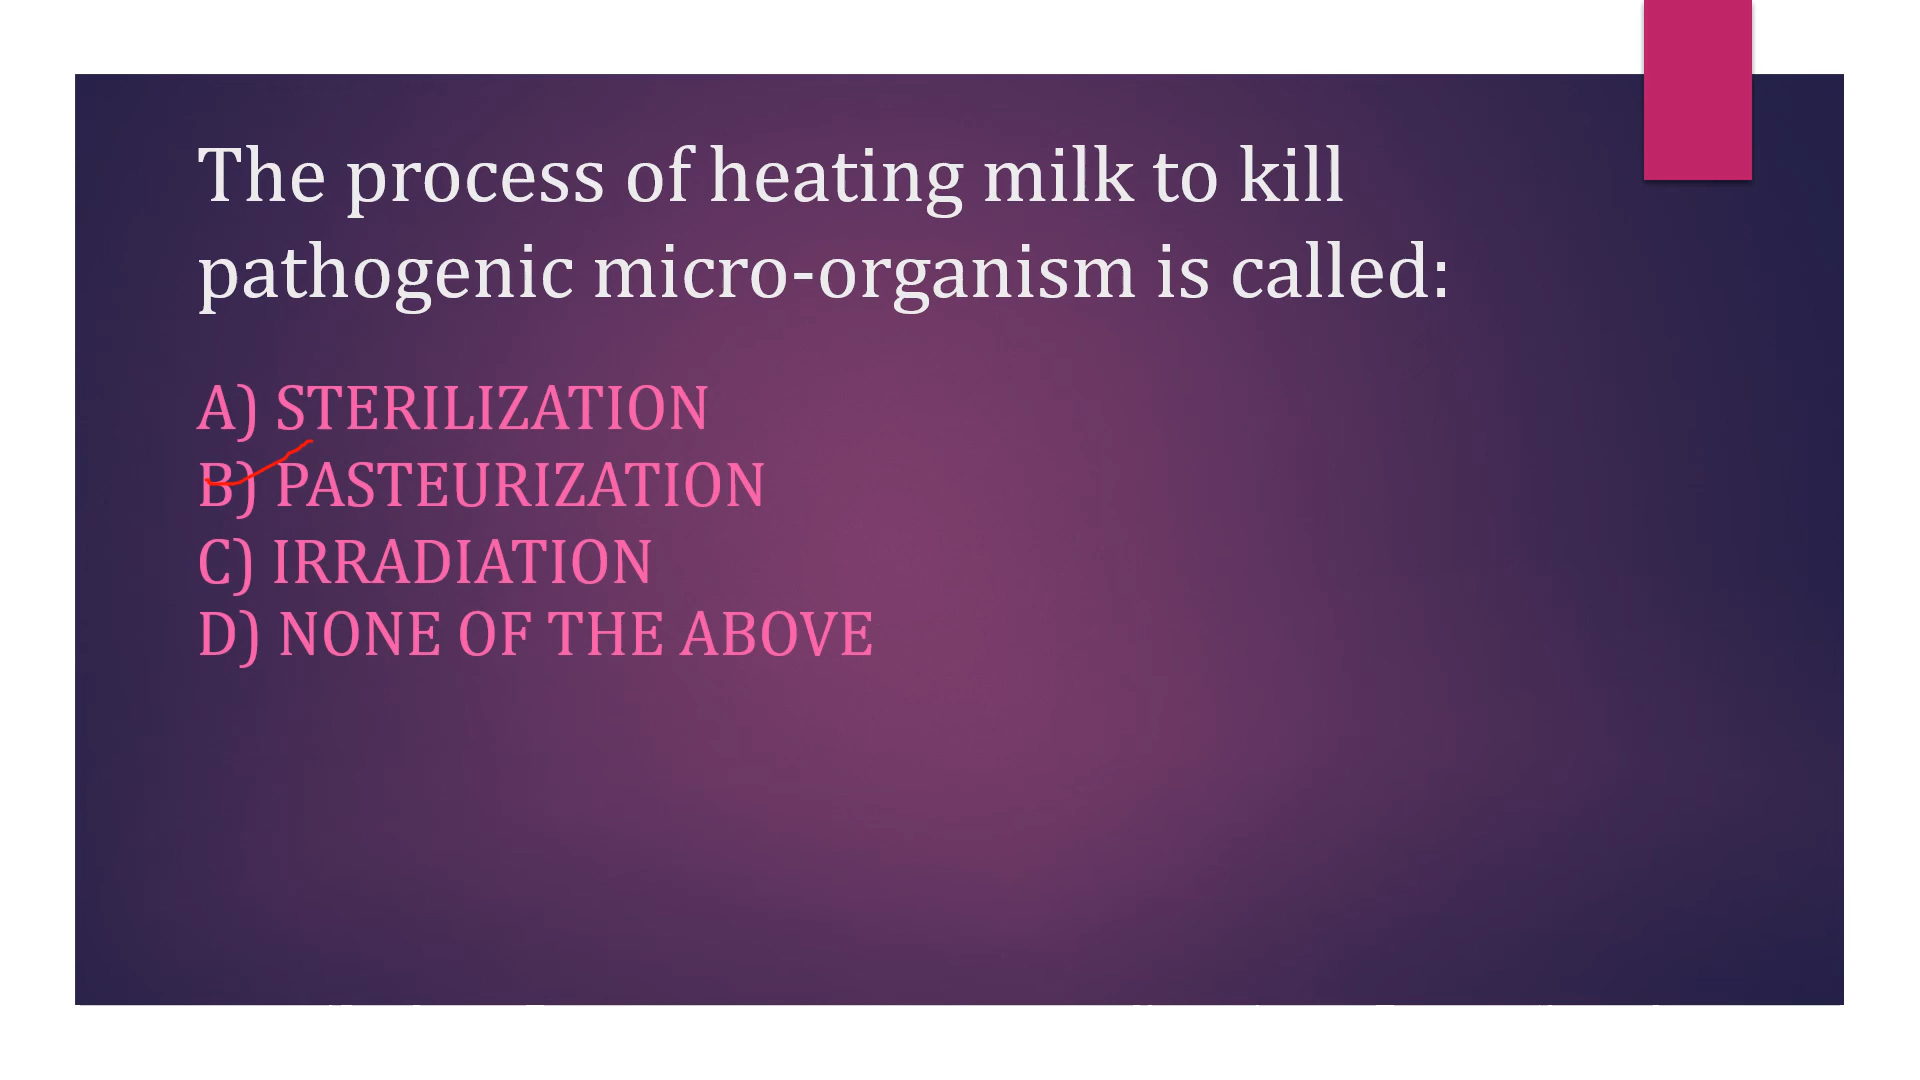 The process of heating milk to kill
pathogenic micro-organism is called:
A) STERILIZATION
B) PASTEURIZATION
C) IRRADIATION
D) NONE OF THE ABOVE